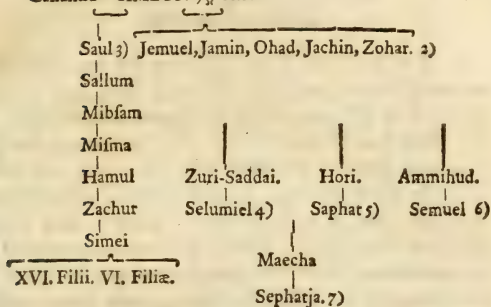 Saul 3) Jemuel, Jamin, Ohad, Jachin, Zohar. 2)
Sallum
Mibſam
Miſma
Hamul Zuri-Saddai. Hori. Ammihud.
Zachur Selumiel 4) Saphat 5) Semuel 6)
Simei
Maecha
XVI. Filii. VI. Filiæ.
Sephatja. 7)